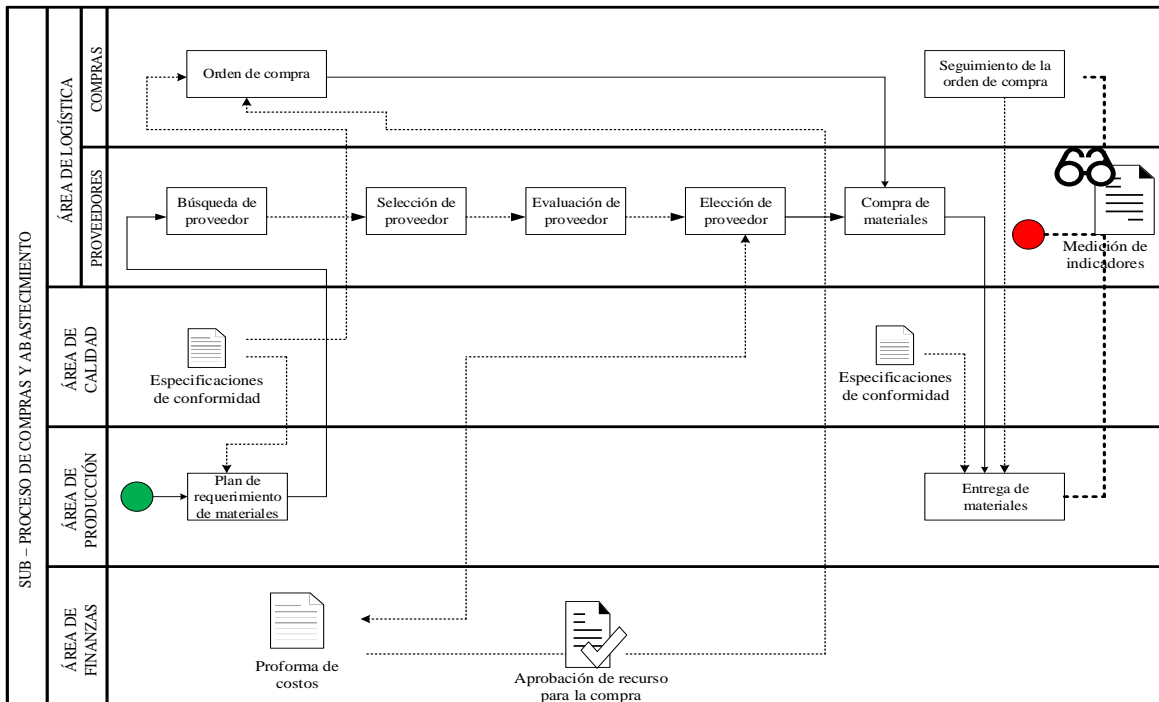 SUB – PROCESO DE COMPRAS Y ABASTECIMIENTO
ÁREA DE LOGÍSTICA
COMPRAS
Orden de compra
Seguimiento de la
orden de compra
PROVEEDORES
Búsqueda de
proveedor
Selección de
proveedor
Evaluación de
proveedor
Elección de
proveedor
Compra de
materiales
Medición de
indicadores
ÁREA DE
CALIDAD
Especificaciones
de conformidad
Especificaciones
de conformidad
ÁREA DE
PRODUCCIÓN
Plan de
requerimiento
de materiales
Entrega de
materiales
ÁREA DE
FINANZAS
Proforma de
costos
Aprobación de recurso
para la compra